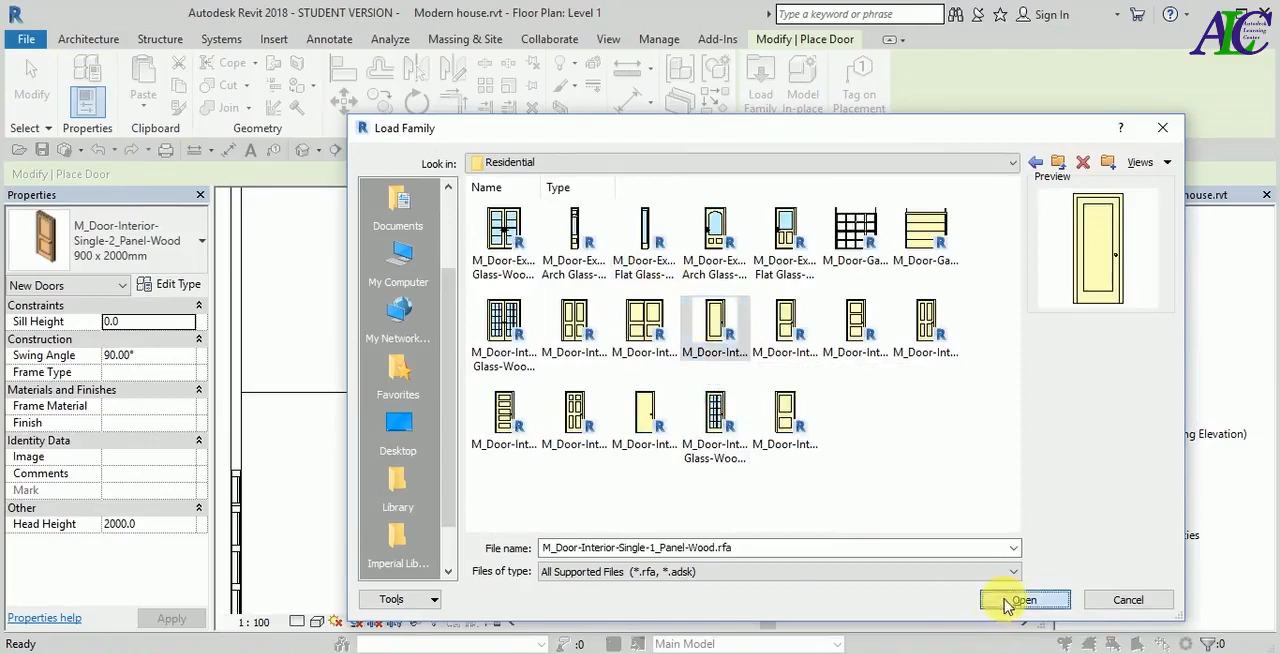 Autodesk Revit 2018 - STUDENT VERSION - Modern house.rvt - Floor Plan: Level 1
Type a keyword or phrase
Sign In
ALC
Autodesk
Learning
Center
File Architecture Structure Systems Insert Annotate Analyze Massing & Site Collaborate View Manage Add-Ins Modify | Place Door
Modify
Paste
Cope
Cut
Join
Load
Family
Model
In-place
Tag on
Placement
Select Properties Clipboard Geometry
Modify | Place Door
Properties
M_Door-Interior-
Single-2_Panel-Wood
900 x 2000mm
New Doors
Edit Type
Constraints
Sill Height 0.0
Construction
Swing Angle 90.00°
Frame Type
Materials and Finishes
Frame Material
Finish
Identity Data
Image
Comments
Mark
Other
Head Height 2000.0
Properties help
Apply
Load Family
Look in: Residential
Views
Preview
Documents
My Computer
My Network...
Favorites
Desktop
Library
Imperial Lib...
Name Type
M_Door-Ex... M_Door-Ex... M_Door-Ex... M_Door-Ex... M_Door-Ex... M_Door-Ga... M_Door-Ga...
Glass-Woo... Arch Glass-... Flat Glass-... Arch Glass-... Flat Glass-...
M_Door-Int... M_Door-Int... M_Door-Int... M_Door-Int... M_Door-Int... M_Door-Int... M_Door-Int...
Glass-Woo...
M_Door-Int... M_Door-Int... M_Door-Int... M_Door-Int... M_Door-Int...
Glass-Woo...
File name: M_Door-Interior-Single-1_Panel-Wood.rfa
Files of type: All Supported Files (*.rfa, *.adsk)
Tools
Open
Cancel
house.rvt
ng Elevation)
ties
1 : 100
Ready
:0
Main Model
:0